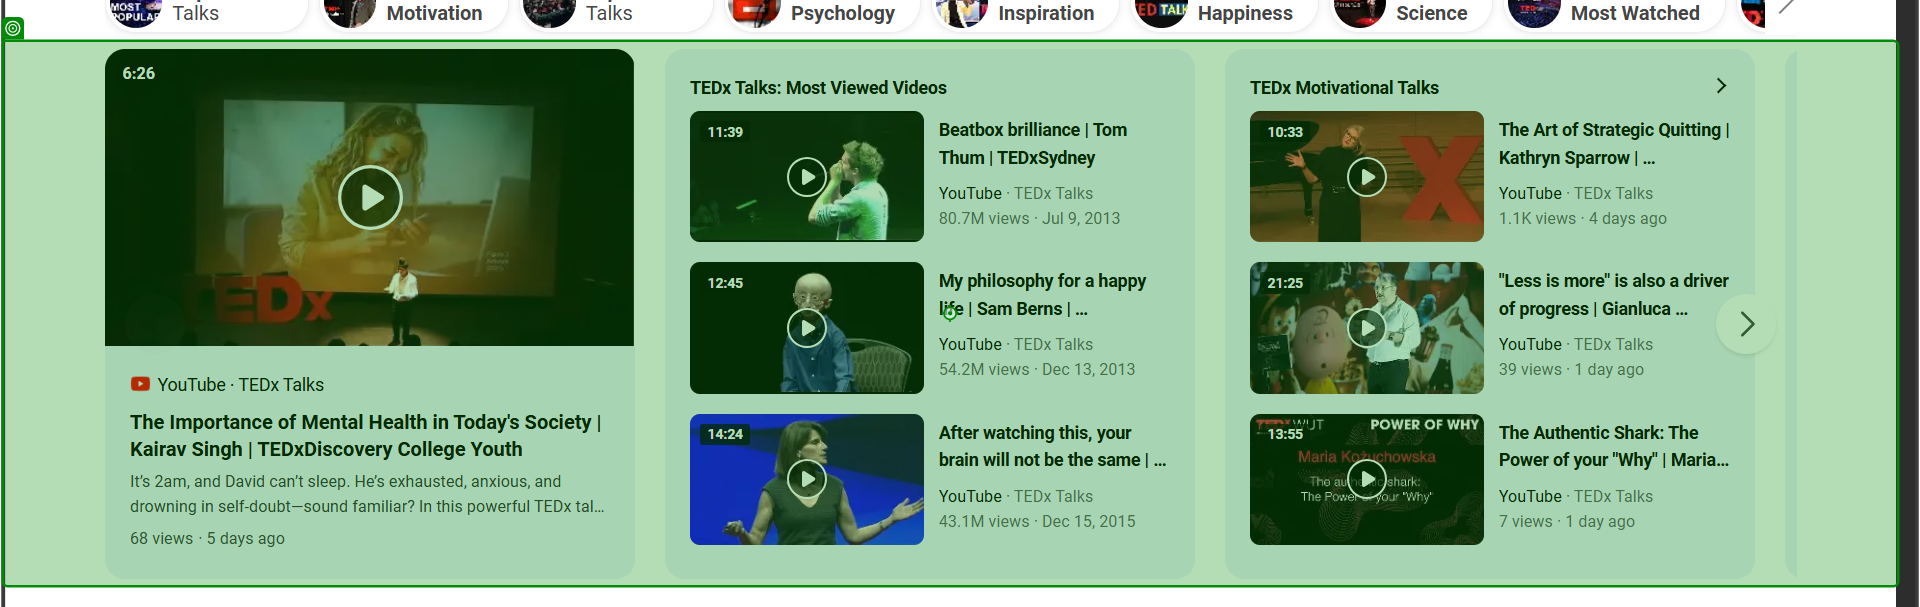 MOST
POPULAR
Talks
Motivation
Talks
Psychology
Inspiration
ED TALK
Happiness
Science
Most Watched
6:26
TEDx
YouTube · TEDx Talks
The Importance of Mental Health in Today's Society |
Kairav Singh | TEDxDiscovery College Youth
It's 2am, and David can't sleep. He's exhausted, anxious, and
drowning in self-doubt—sound familiar? In this powerful TEDx tal...
68 views · 5 days ago
TEDx Talks: Most Viewed Videos
11:39
Beatbox brilliance | Tom
Thum | TEDxSydney
YouTube · TEDx Talks
80.7M views · Jul 9, 2013
12:45
My philosophy for a happy
life | Sam Berns | ...
YouTube · TEDx Talks
54.2M views · Dec 13, 2013
14:24
After watching this, your
brain will not be the same | ...
YouTube · TEDx Talks
43.1M views · Dec 15, 2015
TEDx Motivational Talks
10:33
X
The Art of Strategic Quitting |
Kathryn Sparrow | ...
YouTube · TEDx Talks
1.1K views · 4 days ago
21:25
"Less is more" is also a driver
of progress | Gianluca ...
YouTube · TEDx Talks
39 views · 1 day ago
13:55
POWER OF WHY
Maria Kożuchowska
The authentic shark:
The Power of your "Why"
The Authentic Shark: The
Power of your "Why" | Maria...
YouTube · TEDx Talks
7 views · 1 day ago